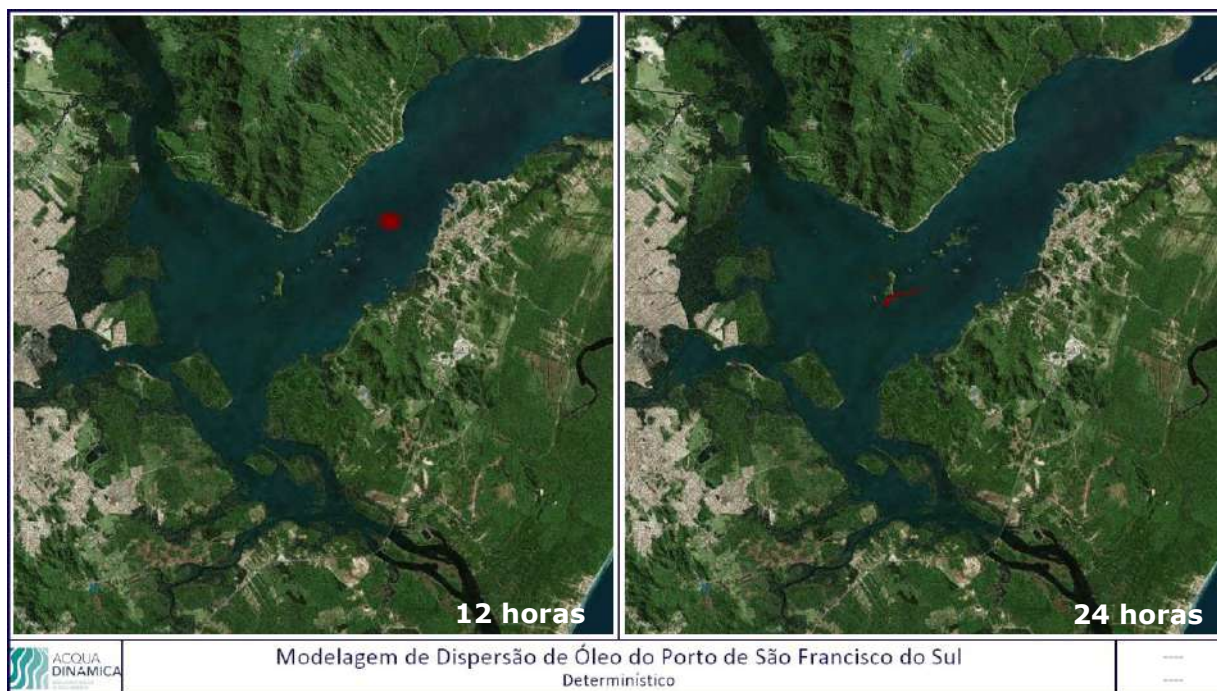 12 horas
24 horas
ACQUA
DINAMICA
Modelagem de Dispersão de Óleo do Porto de São Francisco do Sul
Determinístico
----
----